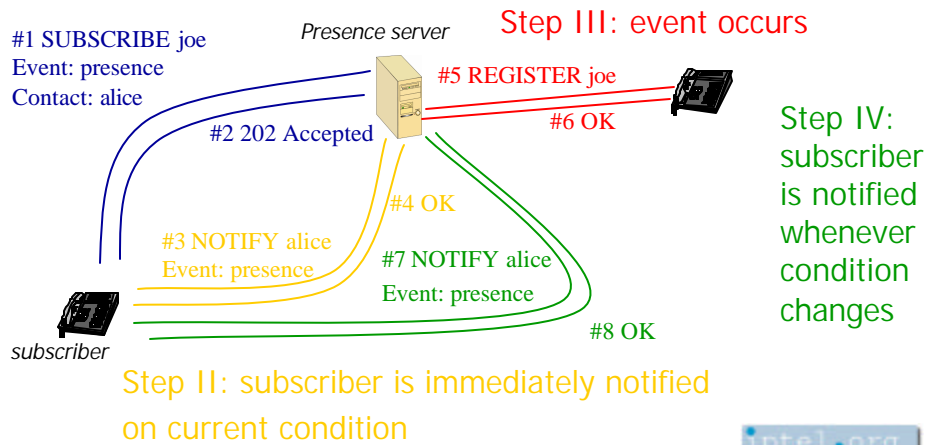 Step III: event occurs
Presence server
#1 SUBSCRIBE joe
Event: presence
Contact: alice
#5 REGISTER joe
#2 202 Accepted
#6 OK
Step IV:
subscriber
is notified
whenever
condition
changes
#4 OK
#3 NOTIFY alice
Event: presence
#7 NOTIFY alice
Event: presence
#8 OK
subscriber
Step II: subscriber is immediately notified
on current condition
iptel.org